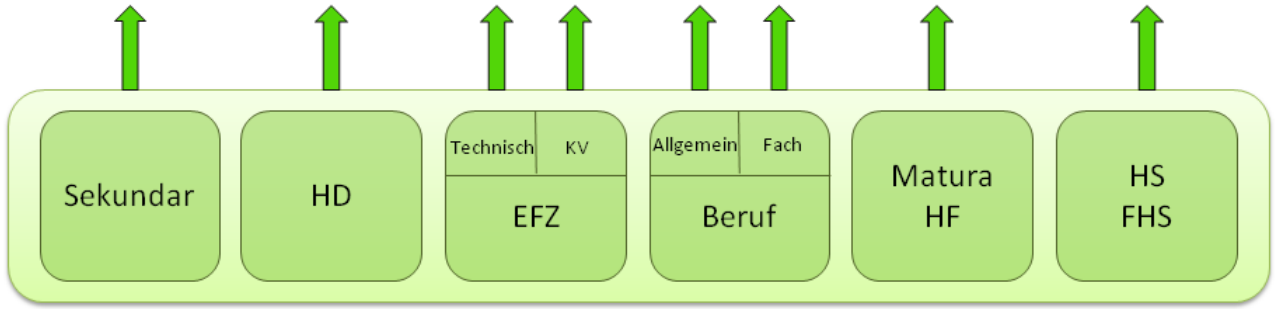 Sekundar
HD
Technisch KV
EFZ
Allgemein Fach
Beruf
Matura
HF
HS
FHS